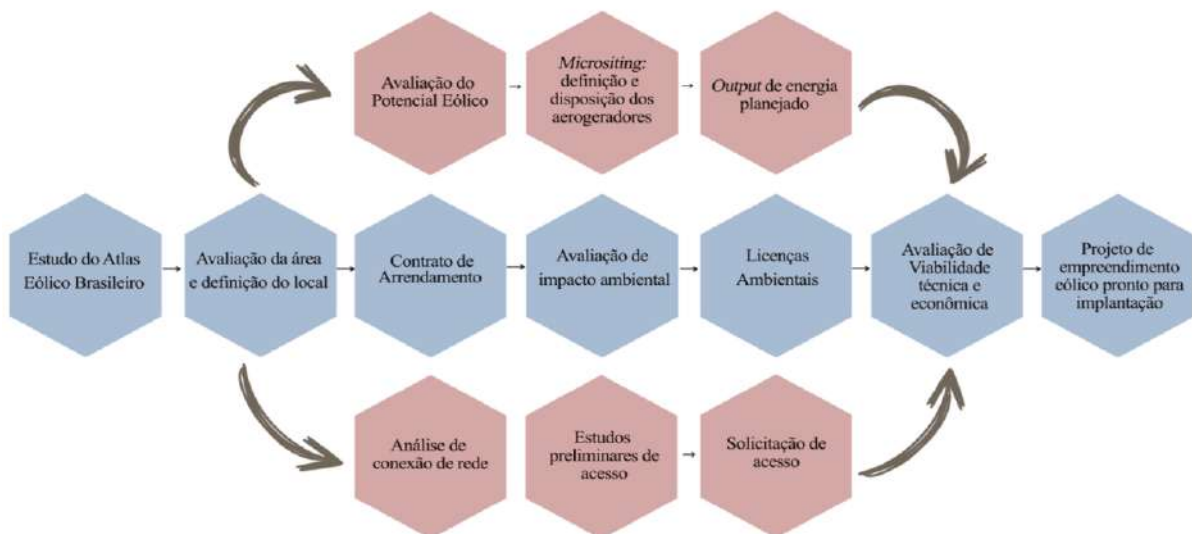 Avaliação do
Potencial Eólico
Micrositing:
definição e
disposição dos
aerogeradores
Output de energia
planejado
Estudo do Atlas
Eólico Brasileiro
Avaliação da área
e definição do local
Contrato de
Arrendamento
Avaliação de
impacto ambiental
Licenças
Ambientais
Avaliação de
Viabilidade
técnica e
econômica
Projeto de
empreendimento
eólico pronto para
implantação
Análise de
conexão de rede
Estudos
preliminares de
acesso
Solicitação de
acesso